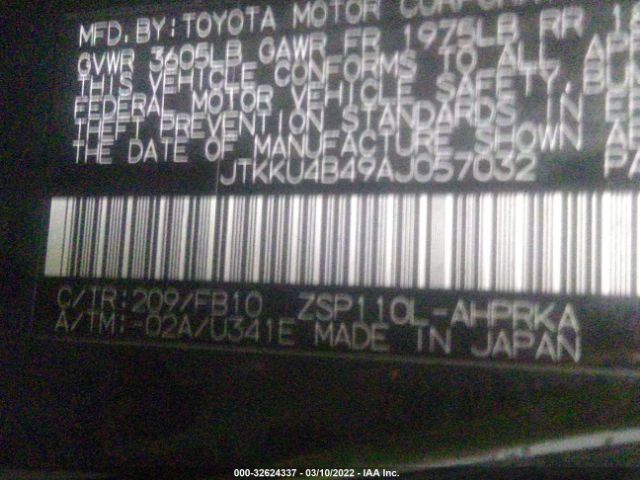 MFD. BY: TOYOTA MOTOR
GVWR 3605LB GAWR FR 1975LB RR
THIS VEHICLE CONFORMS TO ALL
FEDERAL MOTOR VEHICLE SAFETY,
THEFT PREVENTION STANDARDS IN
THE DATE OF MANUFACTURE SHOWN
JTKKU4B49AJ057032
C/TR: 209/FB10 ZSP110L-AHPRKA
A/TM: -02A/U341E MADE IN JAPAN
000-32624337 - 03/10/2022 - IAA Inc.